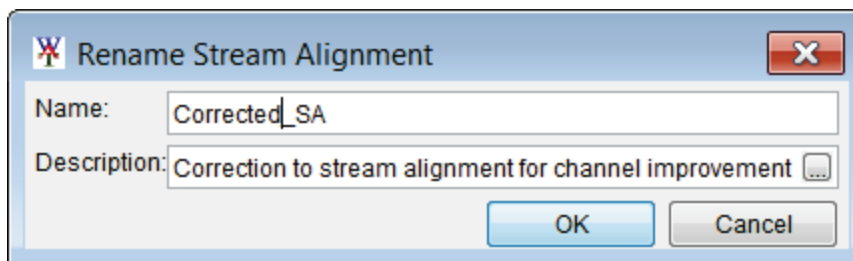 Rename Stream Alignment
Name: Corrected_SA
Description: Correction to stream alignment for channel improvement ...
OK Cancel